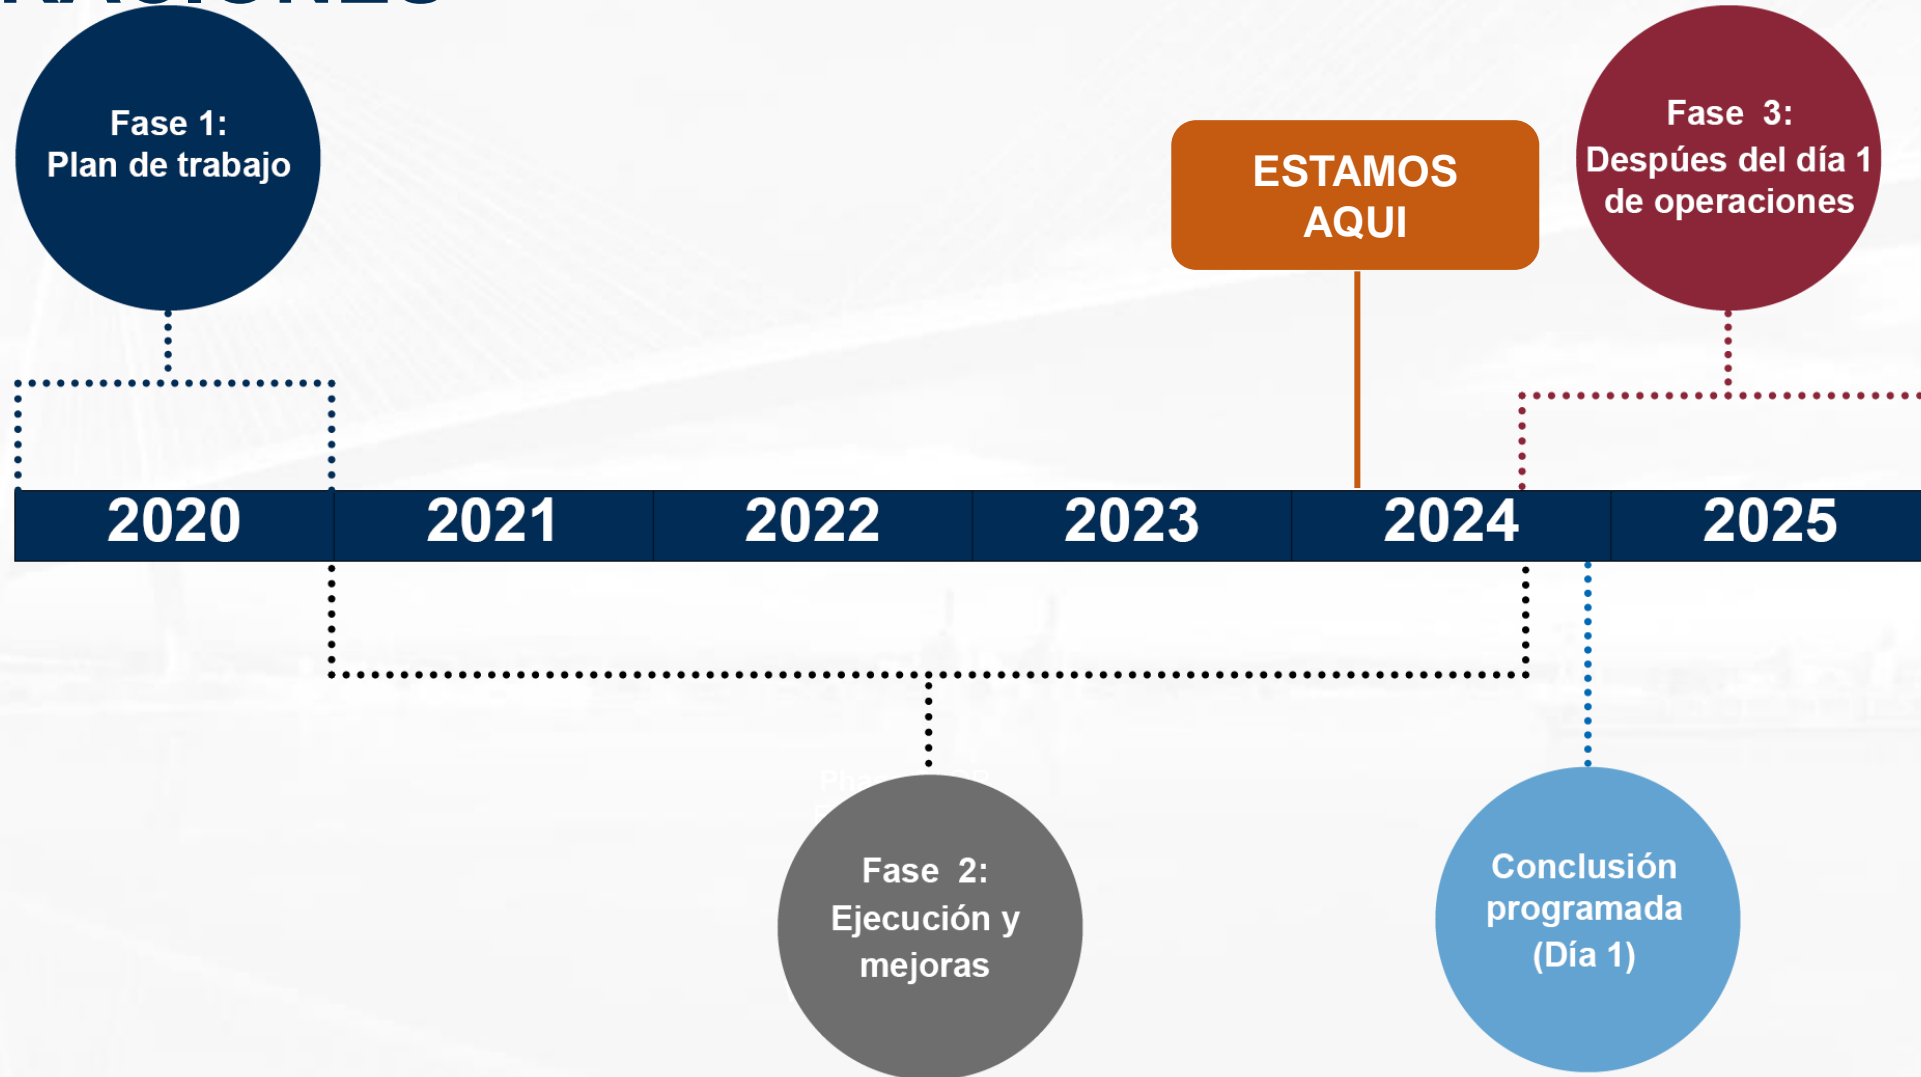 Fase 1:
Plan de trabajo
ESTAMOS
AQUI
Fase 3:
Despúes del día 1
de operaciones
2020 2021 2022 2023 2024 2025
Fase 2:
Ejecución y
mejoras
Conclusión
programada
(Día 1)